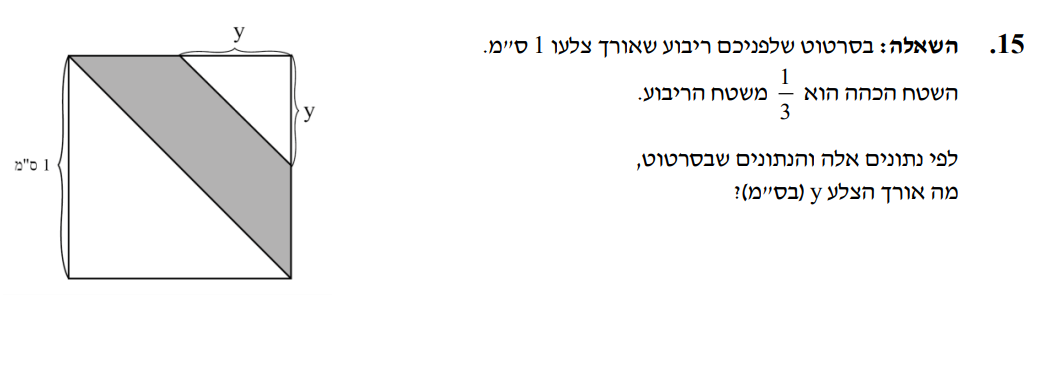 15. השאלה: בסרטוט שלפניכם ריבוע שאורך צלעו 1 ס״מ.
השטח הכהה הוא 1/3 משטח הריבוע.
לפי נתונים אלה והנתונים שבסרטוט,
מה אורך הצלע y (בס״מ)?
y
y
1 ס"מ